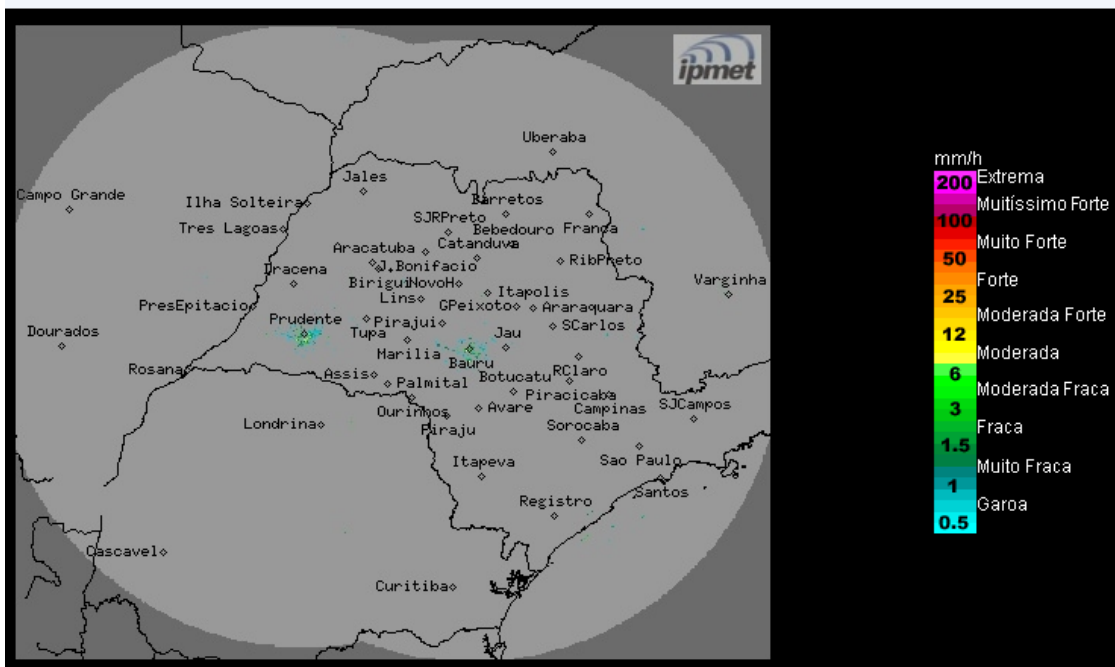 ipmet
Uberaba
Jales
Campo Grande
Ilha Solteira
Barretos
SJRPreto
Tres Lagoas
Bebedouro
Franca
Aracatuba
Catanduva
J.Bonifacio
RibPreto
Dracena
Varginha
Birigui
NovoH
Itapolis
Lins
PresEpitacio
GPeixoto
Araraquara
Prudente
Pirajui
SCarlos
Dourados
Tupa
Jau
Marilia
Bauru
Rosana
Assis
Botucatu
RClaro
Palmital
Piracicaba
Ourinhos
Avare
Campinas
SJCampos
Londrina
Piraju
Sorocaba
Itapeva
Sao Paulo
Registro
Santos
Cascavel
Curitiba
mm/h
200 Extrema
Muitíssimo Forte
100
Muito Forte
50
Forte
25
Moderada Forte
12
Moderada
6
Moderada Fraca
3
Fraca
1.5
Muito Fraca
1
Garoa
0.5